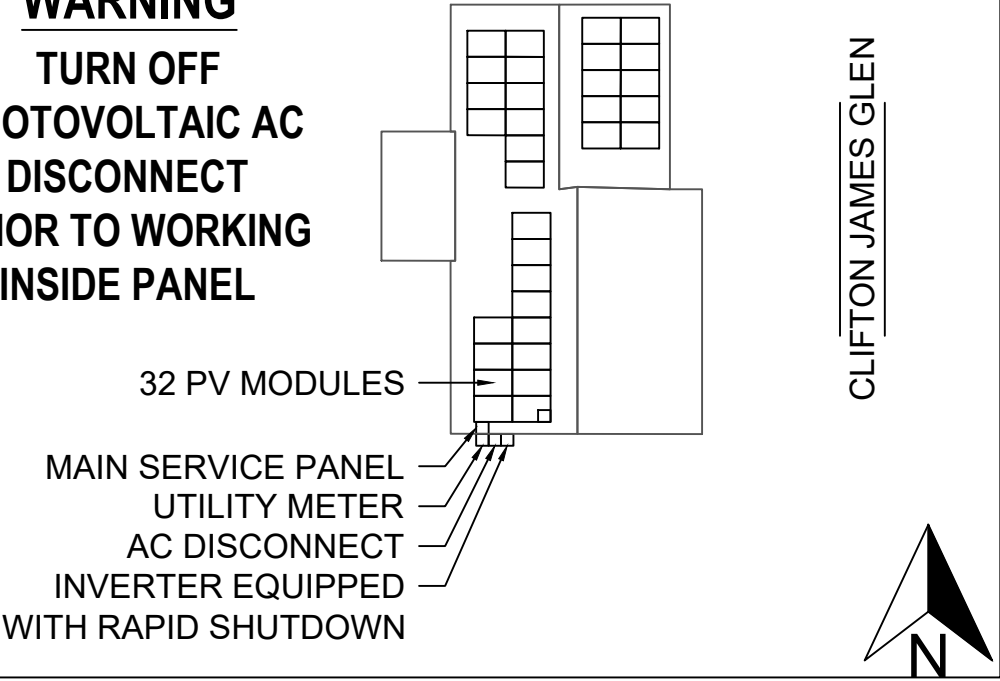 WARNING
TURN OFF
OTOVOLTAIC AC
DISCONNECT
IOR TO WORKING
INSIDE PANEL
32 PV MODULES
MAIN SERVICE PANEL
UTILITY METER
AC DISCONNECT
INVERTER EQUIPPED
WITH RAPID SHUTDOWN
CLIFTON JAMES GLEN
N